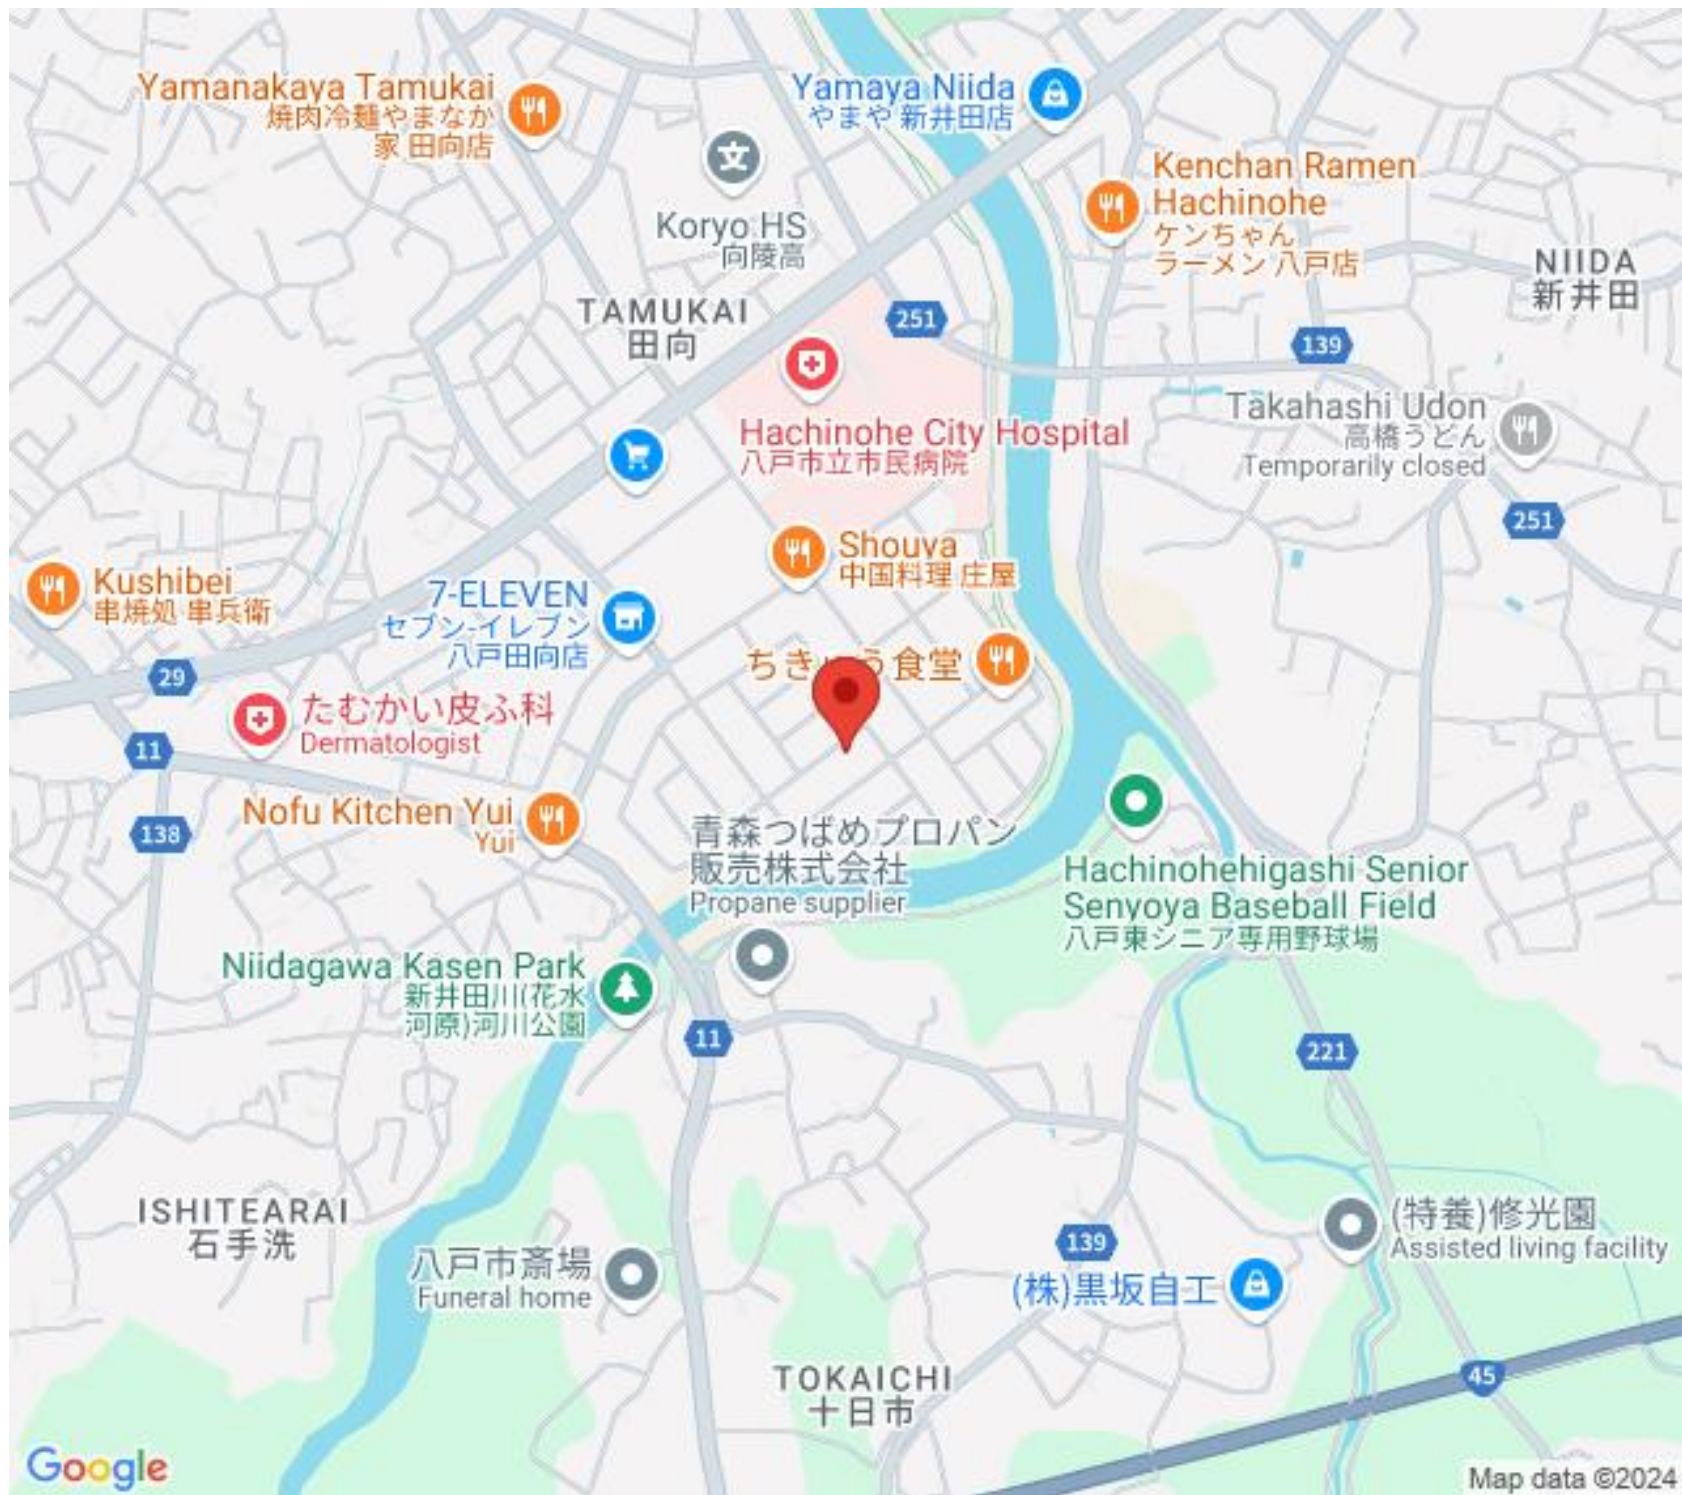 Yamanakaya Tamukai
焼肉冷麺やまなか
家 田向店
Yamaya Niida
やまや 新井田店
文
Koryo HS
向陵高
Kenchan Ramen
Hachinohe
ケンちゃん
ラーメン 八戸店
NIIDA
新井田
TAMUKAI
田向
251
139
Hachinohe City Hospital
八戸市立市民病院
Takahashi Udon
高橋うどん
Temporarily closed
251
Shouya
中国料理 庄屋
Kushibei
串焼処 串兵衛
7-ELEVEN
セブン-イレブン
八戸田向店
29
ちきゅう食堂
たむかい皮ふ科
Dermatologist
11
138
Nofu Kitchen Yui
Yui
青森つばめプロパン
販売株式会社
Propane supplier
Hachinohehigashi Senior
Senyoya Baseball Field
八戸東シニア専用野球場
Niidagawa Kasen Park
新井田川(花水
河原)河川公園
11
221
ISHITEARAI
石手洗
八戸市斎場
Funeral home
139
(株)黒坂自工
(特養)修光園
Assisted living facility
TOKAICHI
十日市
45
Google
Map data ©2024